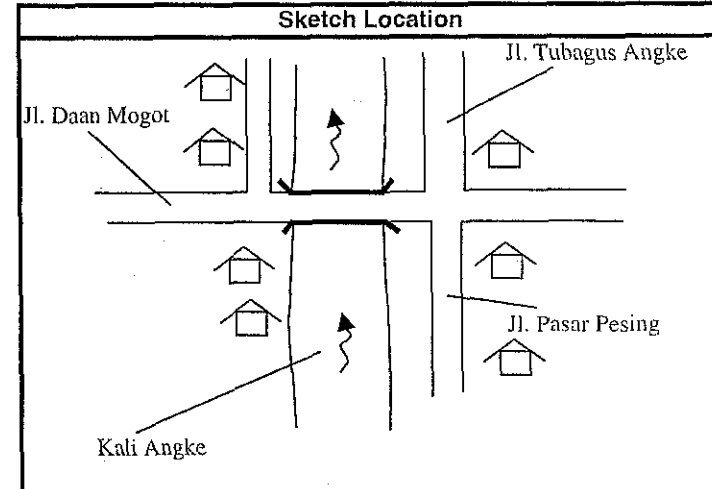 Sketch Location
Jl. Tubagus Angke
Jl. Daan Mogot
Jl. Pasar Pesing
Kali Angke